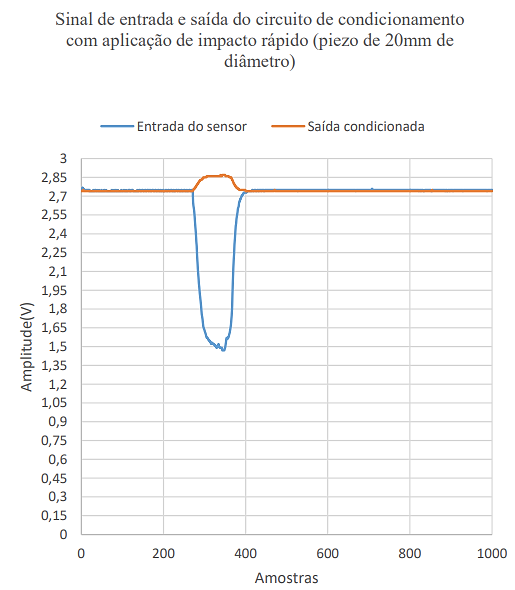 Sinal de entrada e saída do circuito de condicionamento
com aplicação de impacto rápido (piezo de 20mm de
diâmetro)
Entrada do sensor
Saída condicionada
3
2,85
2,7
2,55
2,4
2,25
2,1
1,95
1,8
1,65
1,5
1,35
1,2
1,05
0,9
0,75
0,6
0,45
0,3
0,15
0
Amplitude(V)
0 200 400 600 800 1000
Amostras